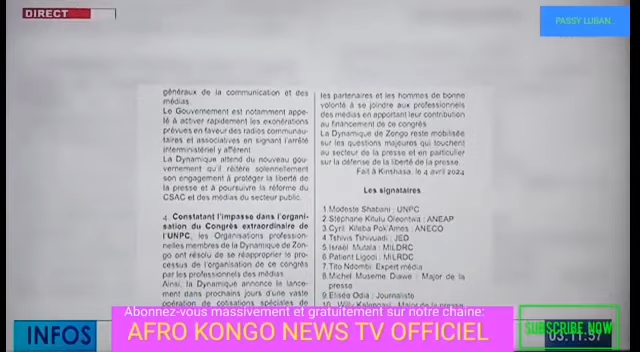 DIRECT
PASSY LUBAN..
généraux de la communication et des
médias.
Le Gouvernement est notamment appe-
lé à activer rapidement les exonérations
prévues en faveur des radios communau-
taires et associatives en signant l'arrêté
interministériel y afférent.
La Dynamique attend du nouveau gou-
vernement qu'il réitère solennellement
son engagement à protéger la liberté de
la presse et à poursuivre la réforme du
CSAC et des médias du secteur public.
4. Constatant l'impasse dans l'organi-
sation du Congrès extraordinaire de
l'UNPC, les Organisations profession-
nelles membres de la Dynamique de Zon-
go ont résolu de se réapproprier le pro-
cessus de l'organisation de ce congrès
par les professionnels des médias
Ainsi, la Dynamique annonce le lance-
ment dans prochains jours d'une vaste
opération de cotisations spéciales de
les partenaires et les hommes de bonne
volonté à se joindre aux professionnels
des médias en apportant leur contribution
au financement de ce congrès.
La Dynamique de Zongo reste mobilisée
sur les questions majeures qui touchent
au secteur de la presse et en particulier
sur la défense de la liberté de la presse.
Fait à Kinshasa, le 4 avril 2024
Les signataires
1 Modeste Shabani : UNPC
2 Stéphane Kitulu Oleontwa : ANEAP
3 Cyril Kileba Pok'Ames : ANECO
4 Tshivis Tshivuadi : JED
5 Israël Mutala : MILDRC
6 Patient Ligodi : MILRDC
7 Tito Ndombi Expert média
8 Michel Museme Diawe : Major de la
presse
9 Elisée Odia : Journaliste
10 Willy Kalengayi : Major de la presse
Abonnez-vous massivement et gratuitement sur notre chaine:
AFRO KONGO NEWS TV OFFICIEL
INFOS
SUBSCRIBE NOW
03:11:57